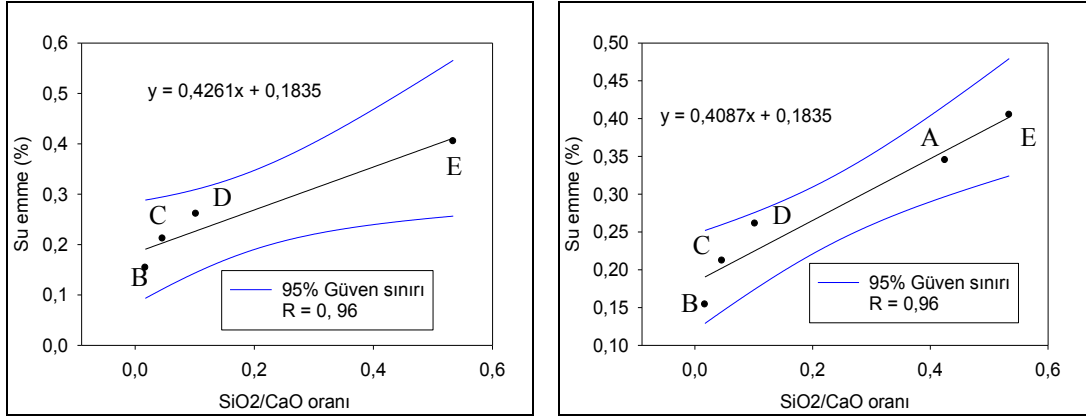 0,6
0,5
0,4
0,3
0,2
0,1
0,0
Su emme (%)
y = 0,4261x + 0,1835
B
C
D
E
95% Güven sınırı
R = 0, 96
0,0 0,2 0,4 0,6
SiO2/CaO oranı
0,50
0,45
0,40
0,35
0,30
0,25
0,20
0,15
0,10
Su emme (%)
y = 0,4087x + 0,1835
A
E
D
C
B
95% Güven sınırı
R = 0,96
0,0 0,2 0,4 0,6
SiO2/CaO oranı